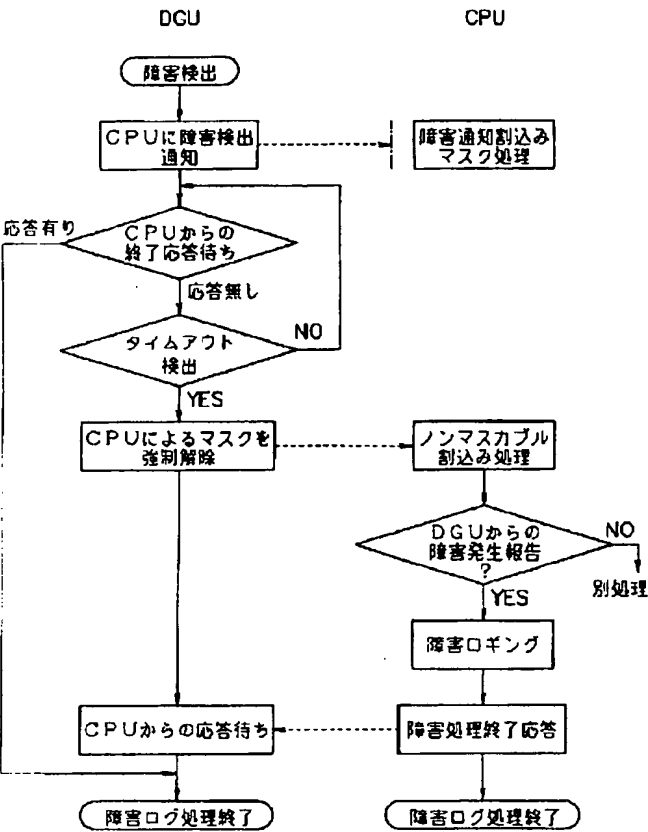 DGU
CPU
障害検出
CPUに障害検出
通知
障害通知割込み
マスク処理
応答有り
CPUからの
終了応答待ち
応答無し
タイムアウト
検出
NO
YES
CPUによるマスクを
強制解除
ノンマスカブル
割込み処理
DGUからの
障害発生報告
?
NO
別処理
YES
障害ロギング
CPUからの応答待ち
障害処理終了応答
障害ログ処理終了
障害ログ処理終了